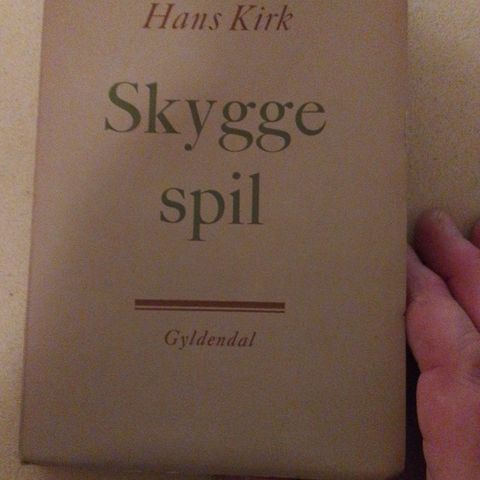 Hans Kirk
Skygge
spil
Gyldendal